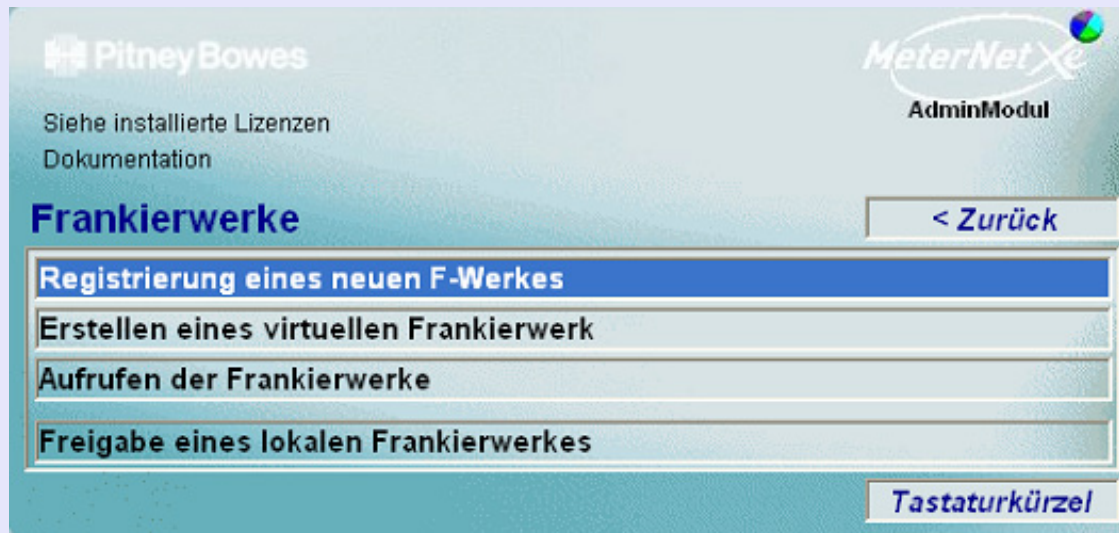 Pitney Bowes
MeterNet Xe
AdminModul
Siehe installierte Lizenzen
Dokumentation
Frankierwerke
< Zurück
Registrierung eines neuen F-Werkes
Erstellen eines virtuellen Frankierwerk
Aufrufen der Frankierwerke
Freigabe eines lokalen Frankierwerkes
Tastaturkürzel